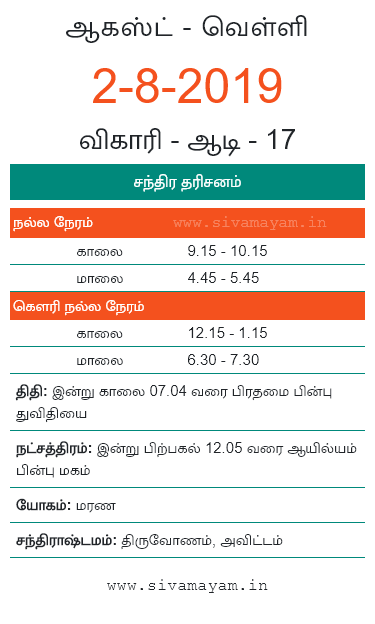 ஆகஸ்ட் - வெள்ளி
2-8-2019
விகாரி - ஆடி - 17
சந்திர தரிசனம்
நல்ல நேரம் www.sivamayam.in
காலை 9.15 - 10.15
மாலை 4.45 - 5.45
கௌரி நல்ல நேரம்
காலை 12.15 - 1.15
மாலை 6.30 - 7.30
திதி: இன்று காலை 07.04 வரை பிரதமை பின்பு
துவிதியை
நட்சத்திரம்: இன்று பிற்பகல் 12.05 வரை ஆயில்யம்
பின்பு மகம்
யோகம்: மரண
சந்திராஷ்டமம்: திருவோணம், அவிட்டம்
www.sivamayam.in